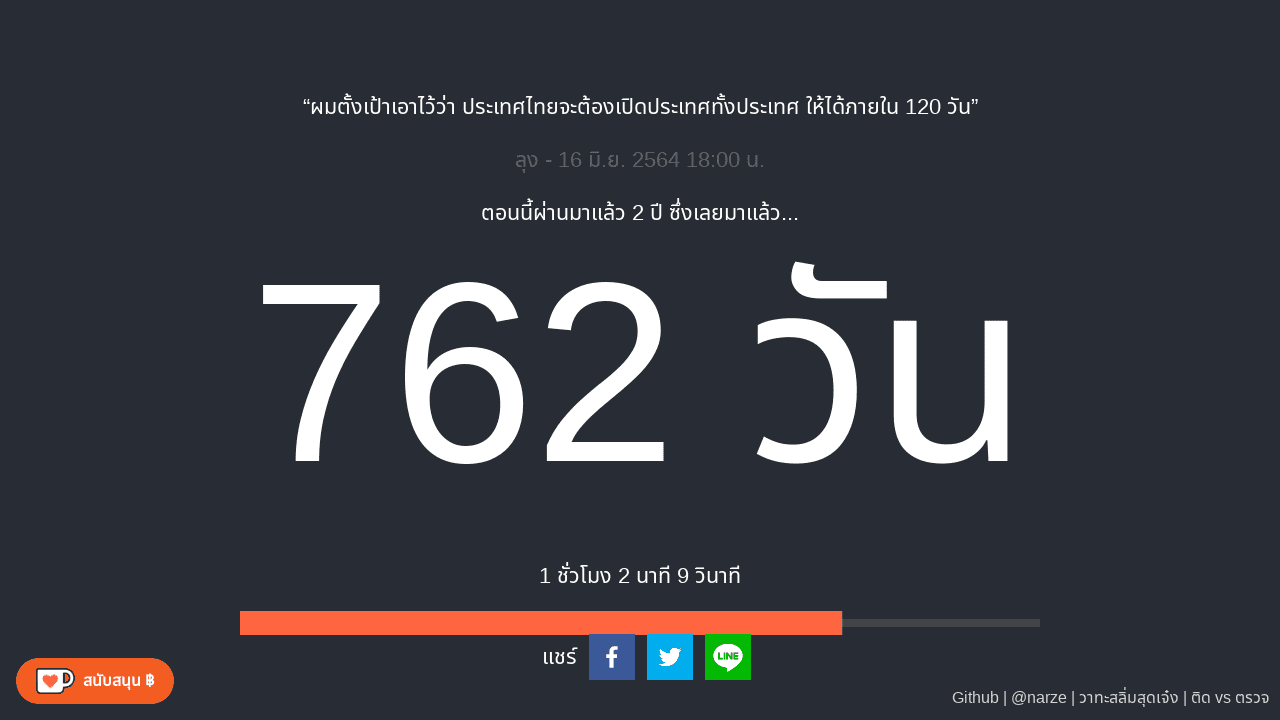 “ผมตั้งเป้าเอาไว้ว่า ประเทศไทยจะต้องเปิดประเทศทั้งประเทศ ให้ได้ภายใน 120 วัน”
ลุง - 16 มิ.ย. 2564 18:00 น.
ตอนนี้ผ่านมาแล้ว 2 ปี ซึ่งเลยมาแล้ว...
762 วัน
1 ชั่วโมง 2 นาที 9 วินาที
แชร์
LINE
สนับสนุน ฿
Github | @narze | วาทะสลิ่มสุดเจ๋ง | ติด vs ตรวจ